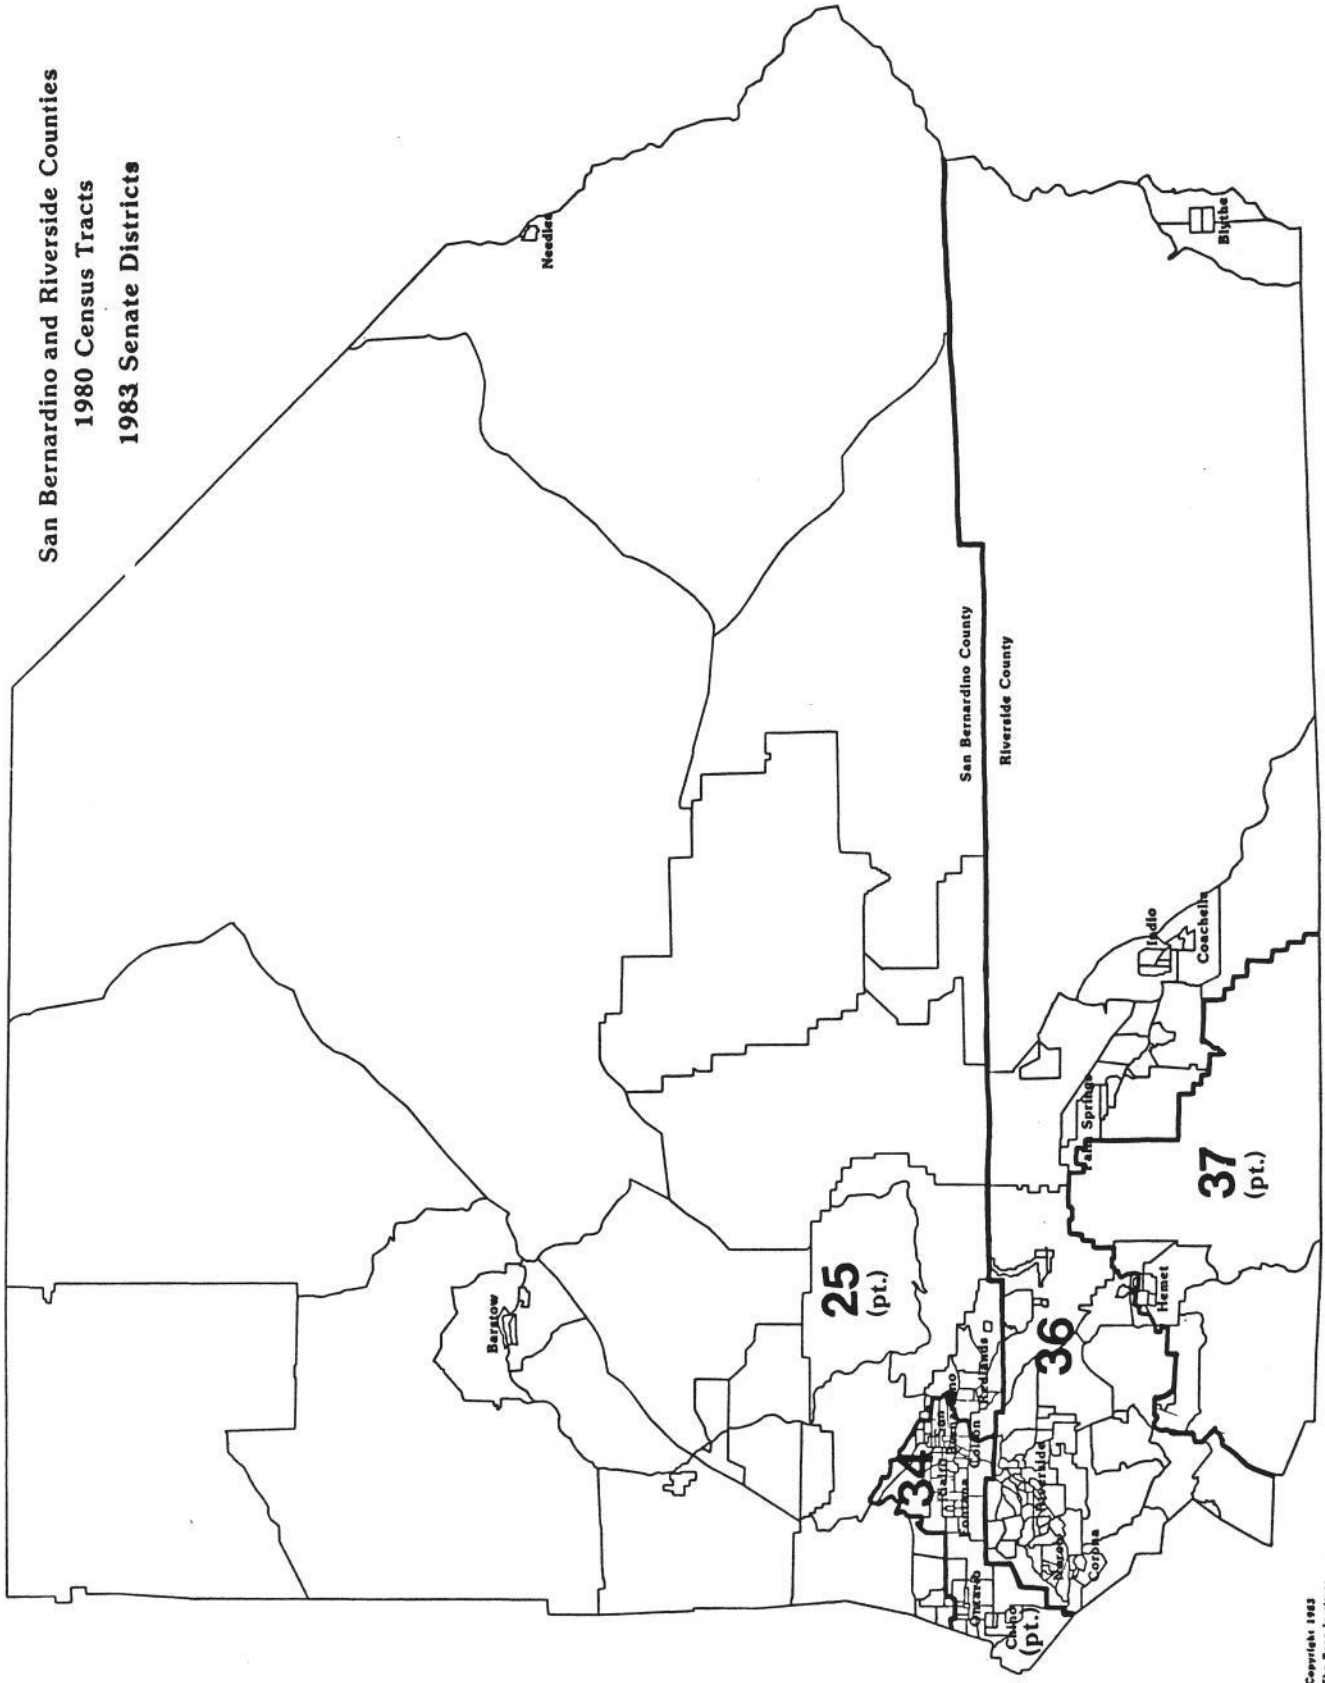 San Bernardino and Riverside Counties
1980 Census Tracts
1983 Senate Districts
Needles
Blythe
San Bernardino County
Riverside County
Indio
Coachella
Palm Springs
37
(pt.)
25
(pt.)
Barstow
36
Hemet
Redlands
34
Colton
Fontana
Riverside
Norco
Corona
Ontario
Chino
(pt.)
Copyright 1983